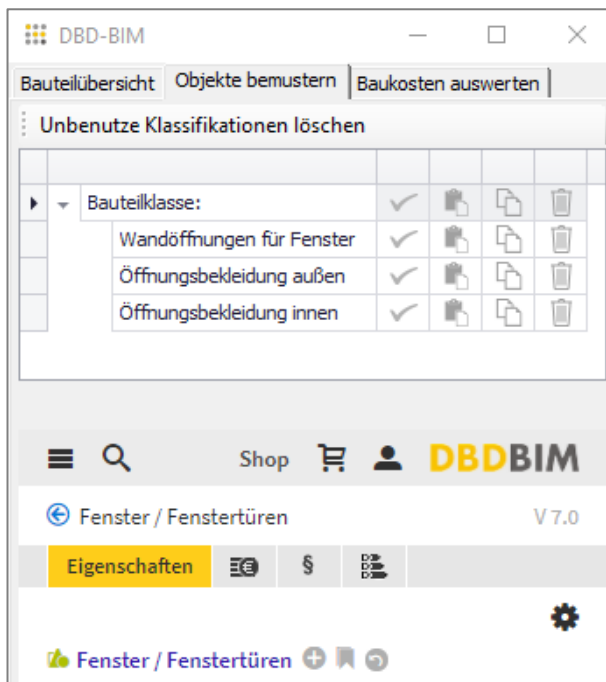 DBD-BIM
Bauteilübersicht Objekte bemustern Baukosten auswerten
Unbenutze Klassifikationen löschen
Bauteilklasse:
Wandöffnungen für Fenster
Öffnungsbekleidung außen
Öffnungsbekleidung innen
Shop DBDBIM
Fenster / Fenstertüren V 7.0
Eigenschaften §
Fenster / Fenstertüren